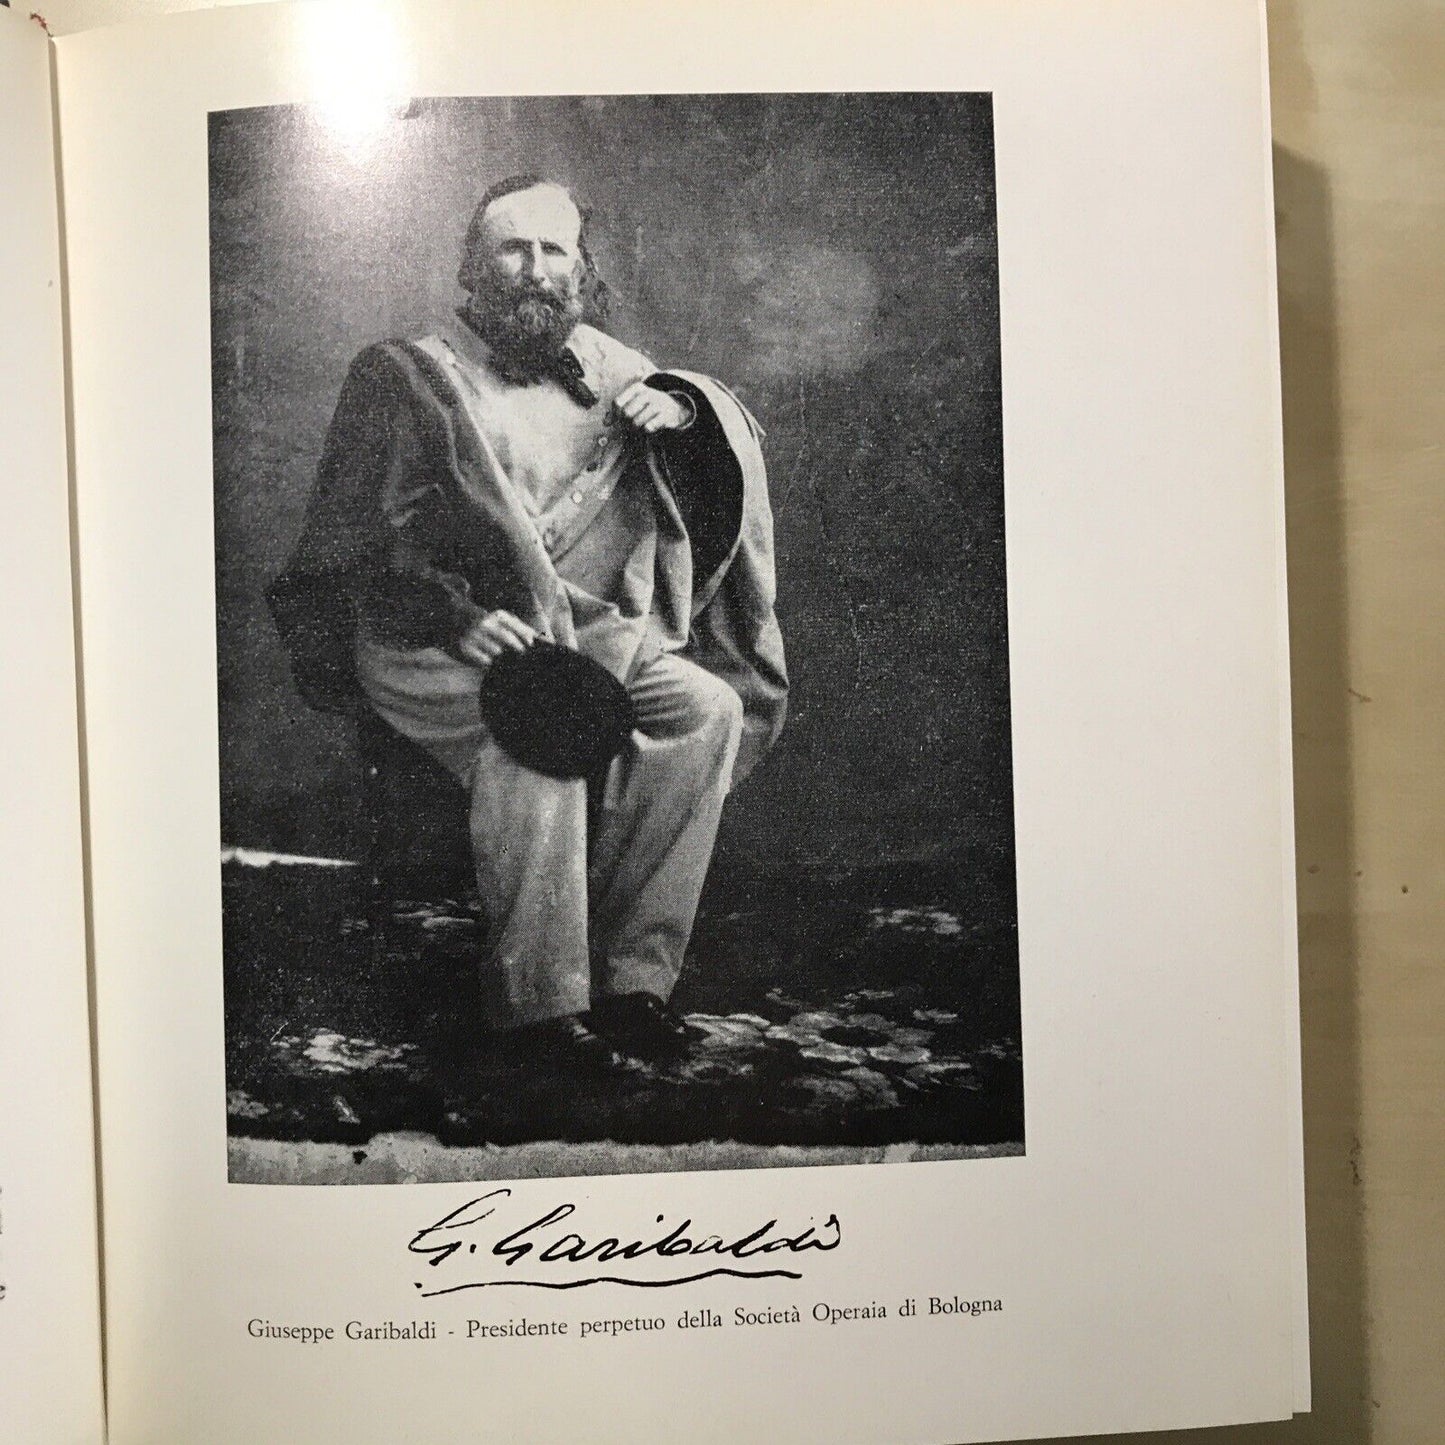 G. Garibaldi
Giuseppe Garibaldi - Presidente perpetuo della Società Operaia di Bologna
e